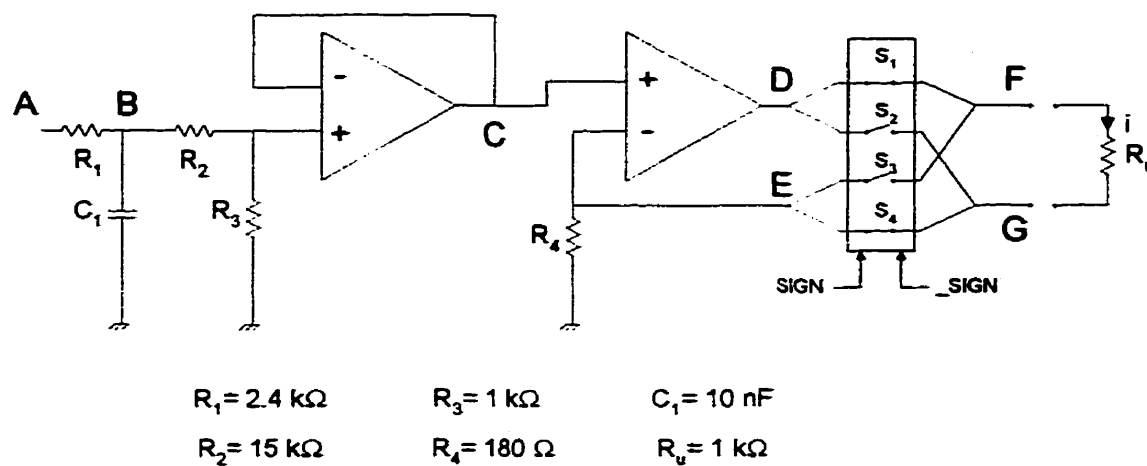 A
B
R₁
R₂
C₁
R₃
-
+
C
+
-
R₄
D
E
S₁
S₂
S₃
S₄
SIGN
_SIGN
F
G
i
R₁= 2.4 kΩ R₃= 1 kΩ C₁= 10 nF
R₂= 15 kΩ R₄= 180 Ω Rᵤ= 1 kΩ